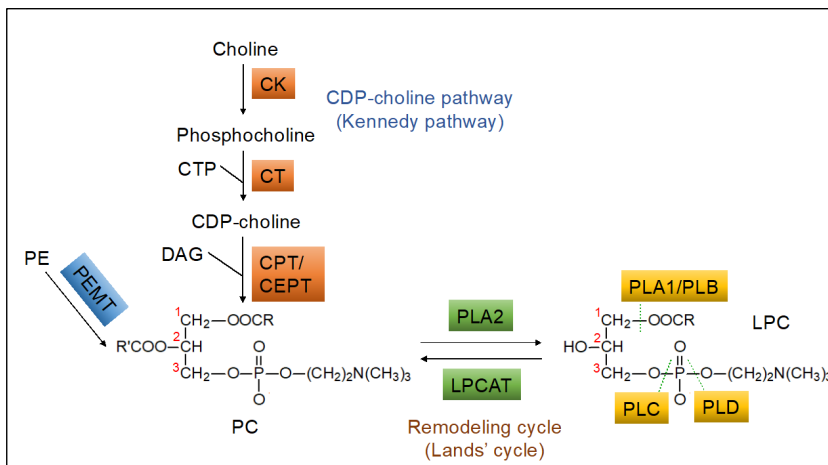 Choline
CK
CDP-choline pathway
(Kennedy pathway)
Phosphocholine
CTP
CT
CDP-choline
PE
PEMT
DAG
CPT/
CEPT
1
CH₂—OOCR
R'COO—CH
2
3
CH₂—O—P—O—(CH₂)₂N(CH₃)₃
O
O
PC
PLA2
LPCAT
Remodeling cycle
(Lands' cycle)
PLA1/PLB
LPC
1
CH₂—OOCR
HO—CH
2
3
CH₂—O—P—O—(CH₂)₂N(CH₃)₃
O
O
PLC
PLD